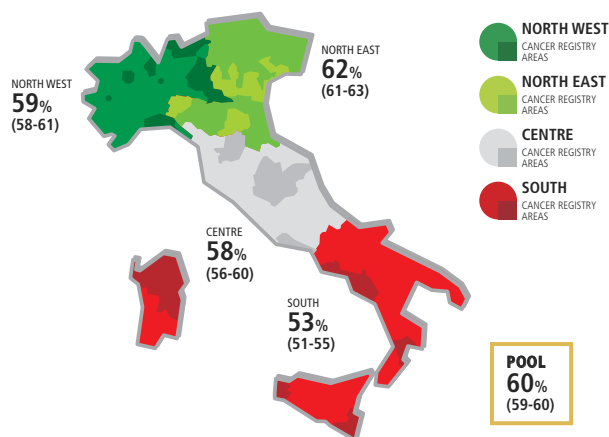 NORTH WEST
59%
(58-61)
NORTH EAST
62%
(61-63)
CENTRE
58%
(56-60)
SOUTH
53%
(51-55)
NORTH WEST
CANCER REGISTRY
AREAS
NORTH EAST
CANCER REGISTRY
AREAS
CENTRE
CANCER REGISTRY
AREAS
SOUTH
CANCER REGISTRY
AREAS
POOL
60%
(59-60)